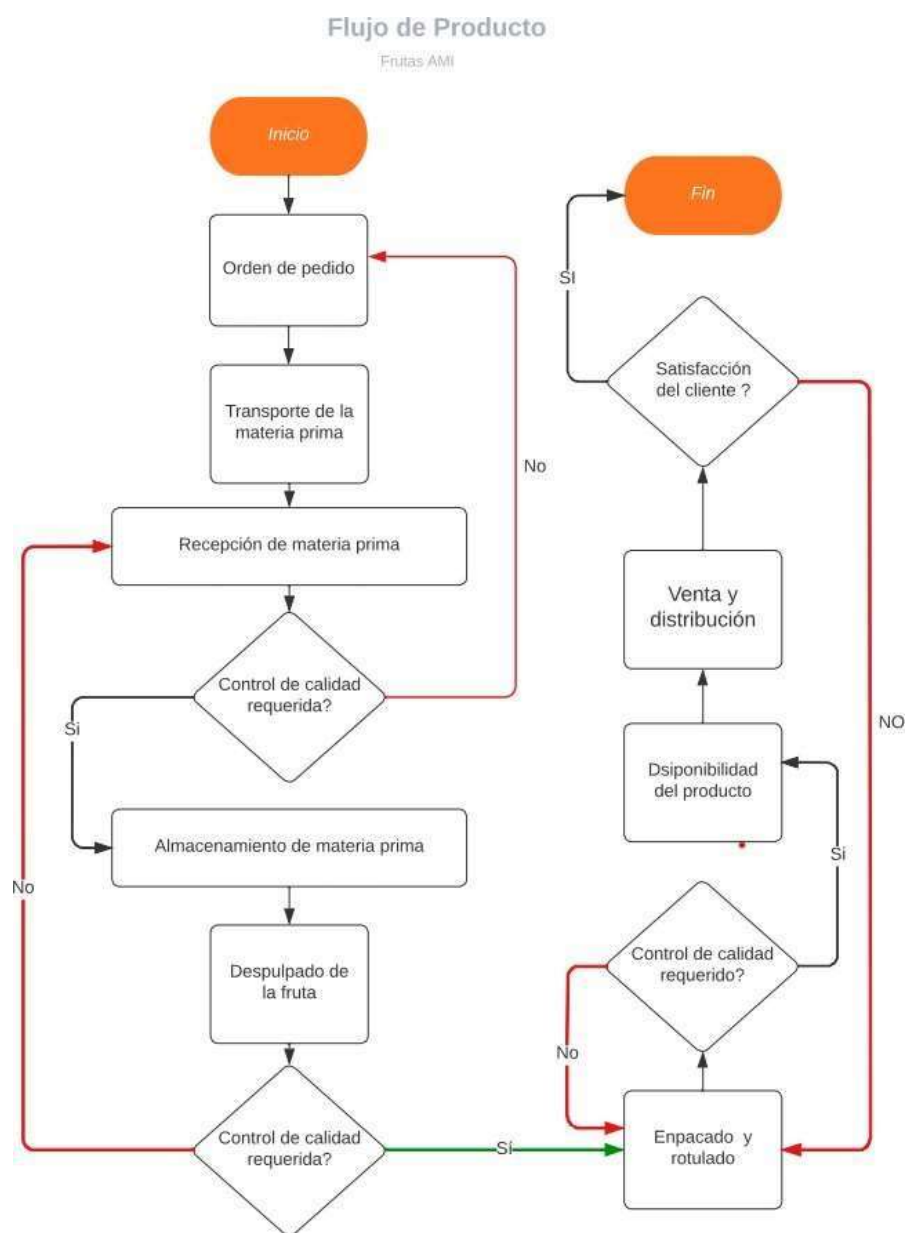 Flujo de Producto
Frutas AMI
Inicio
Orden de pedido
Transporte de la
materia prima
Recepción de materia prima
Control de calidad
requerida?
No
Si
Almacenamiento de materia prima
Despulpado de
la fruta
No
Control de calidad
requerida?
Sí
Enpacado y
rotulado
No
Control de calidad
requerido?
Si
Dsiponibilidad
del producto
Venta y
distribución
NO
Satisfacción
del cliente ?
SI
Fin